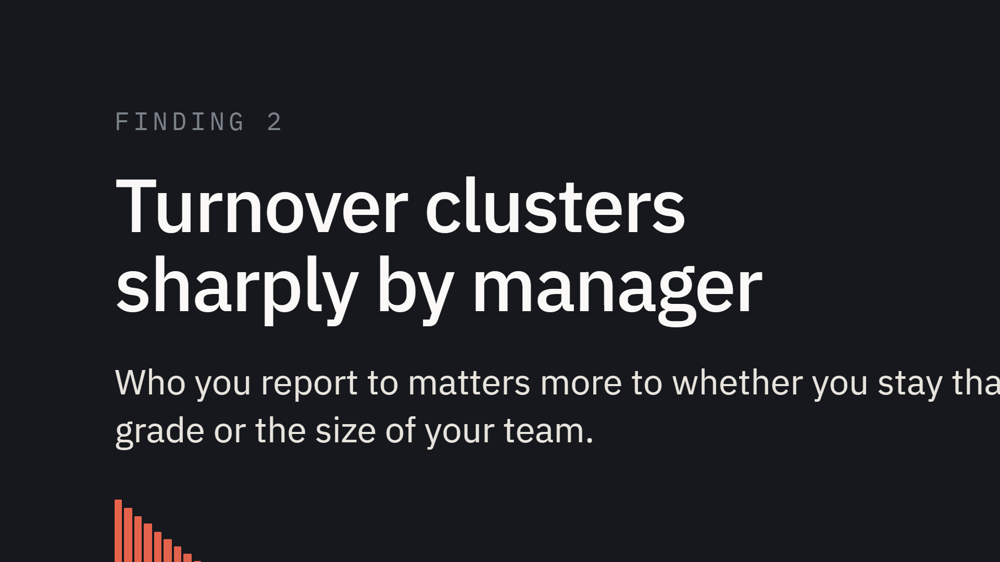 FINDING 2
Turnover clusters
sharply by manager
Who you report to matters more to whether you stay
grade or the size of your team.